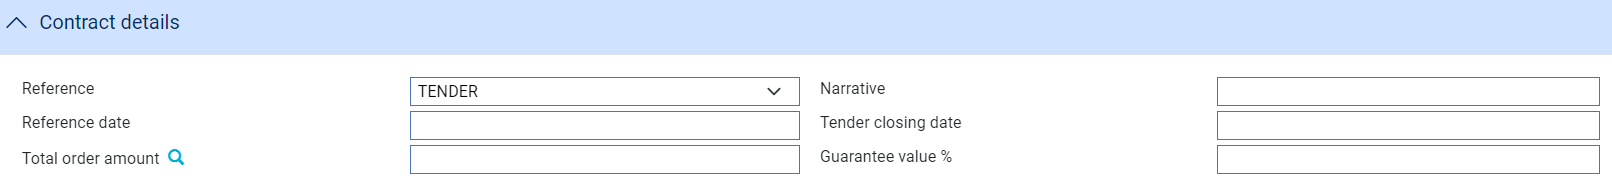 Contract details
Reference TENDER Narrative
Reference date Tender closing date
Total order amount Guarantee value %